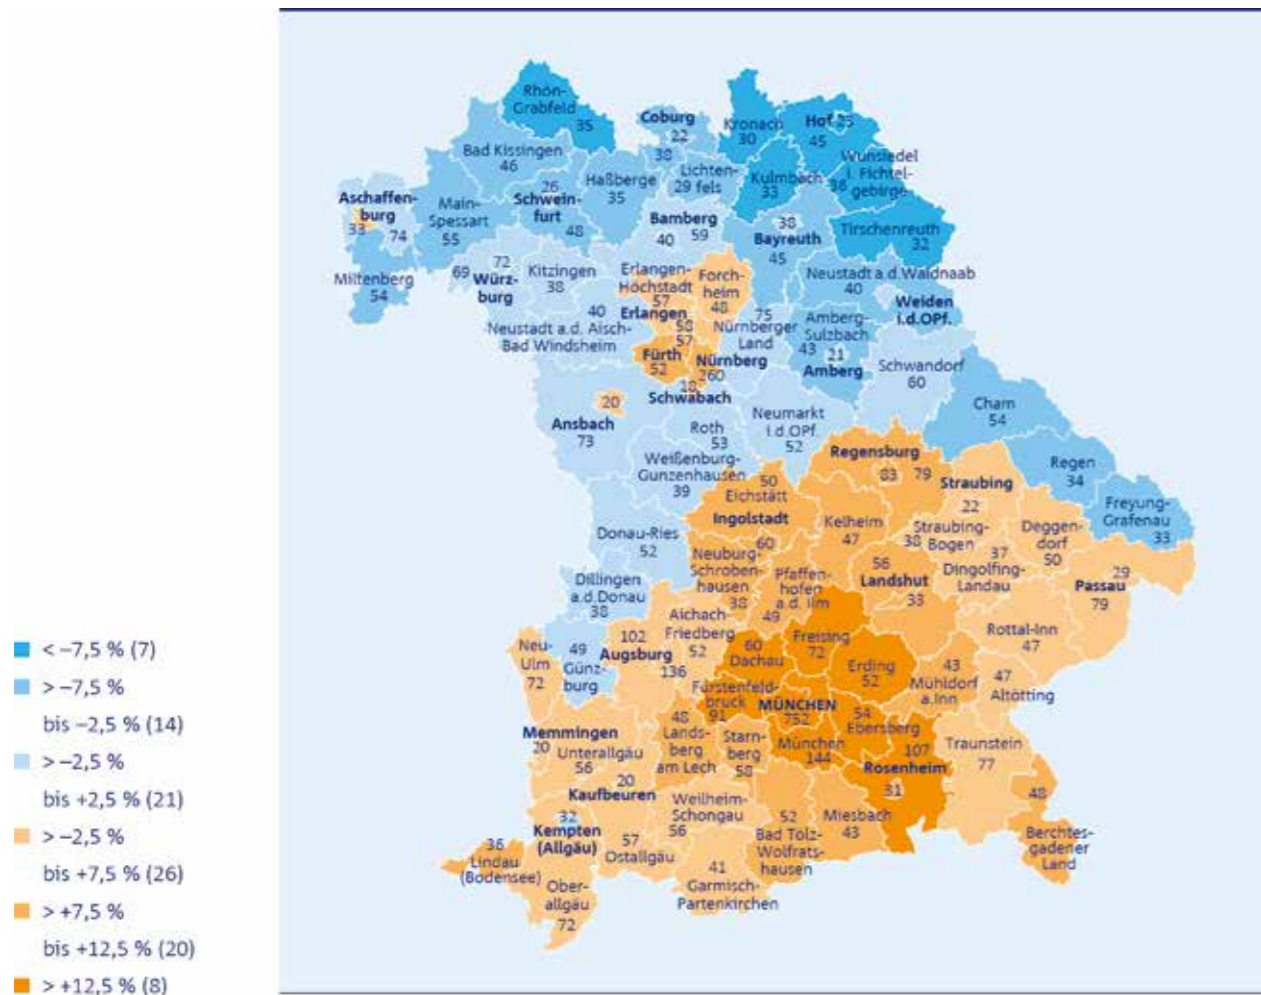 Rhön-
Grabfeld
35
Coburg
22
38
Kronach
30
Hof 25
45
Bad Kissingen
46
Wunsiedel
i. Fichtel-
gebirge
36
Lichten-
29 fels
Haßberge
35
Kulmbach
33
26
Schwein-
furt
48
Aschaffen-
burg
33
74
Main-
Spessart
55
Bamberg
40
59
38
Bayreuth
45
Tirschenreuth
32
Miltenberg
54
72
69
Würz-
burg
Kitzingen
38
Erlangen-
Höchstadt
57
Forch-
heim
48
Neustadt a.d.Waldnaab
40
Weiden
i.d.OPf.
40
Neustadt a.d. Aisch-
Bad Windsheim
Erlangen
58
57
75
Nürnberger
Land
Amberg-
Sulzbach
43
21
Amberg
Fürth
52
Nürnberg
260
18
Schwabach
Schwandorf
60
20
Ansbach
73
Roth
53
Neumarkt
i.d.OPf.
52
Cham
54
Weißenburg-
Gunzenhausen
39
Regensburg
83
79
Regen
34
50
Eichstätt
Straubing
22
Freyung-
Grafenau
33
Ingolstadt
60
Kelheim
47
Straubing-
38
Bogen
Deggen-
dorf
50
Donau-Ries
52
Neuburg-
Schroben-
hausen
38
Pfaffen-
hofen
a.d. Ilm
49
56
Landshut
33
37
Dingolfing-
Landau
29
Passau
79
Dillingen
a.d.Donau
38
Aichach-
Friedberg
52
Freising
72
Rottal-Inn
47
< –7,5 % (7)
Neu-
Ulm
72
49
Günz-
burg
102
Augsburg
136
60
Dachau
Erding
52
43
Mühldorf
a.Inn
47
Altötting
> –7,5 %
Fürstenfeld-
bruck
91
MÜNCHEN
752
54
Ebersberg
bis –2,5 % (14)
Memmingen
20
Unterallgäu
56
48
Lands-
berg
am Lech
Starn-
berg
58
München
144
107
Rosenheim
31
Traunstein
77
> –2,5 %
bis +2,5 % (21)
20
Kaufbeuren
Weilheim-
Schongau
56
52
Bad Tölz-
Wolfrats-
hausen
Miesbach
43
48
Berchtes-
gadener
Land
> –2,5 %
32
Kempten
(Allgäu)
57
Ostallgäu
36
Lindau
(Bodensee)
41
Garmisch-
Partenkirchen
bis +7,5 % (26)
Ober-
allgäu
72
> +7,5 %
bis +12,5 % (20)
> +12,5 % (8)